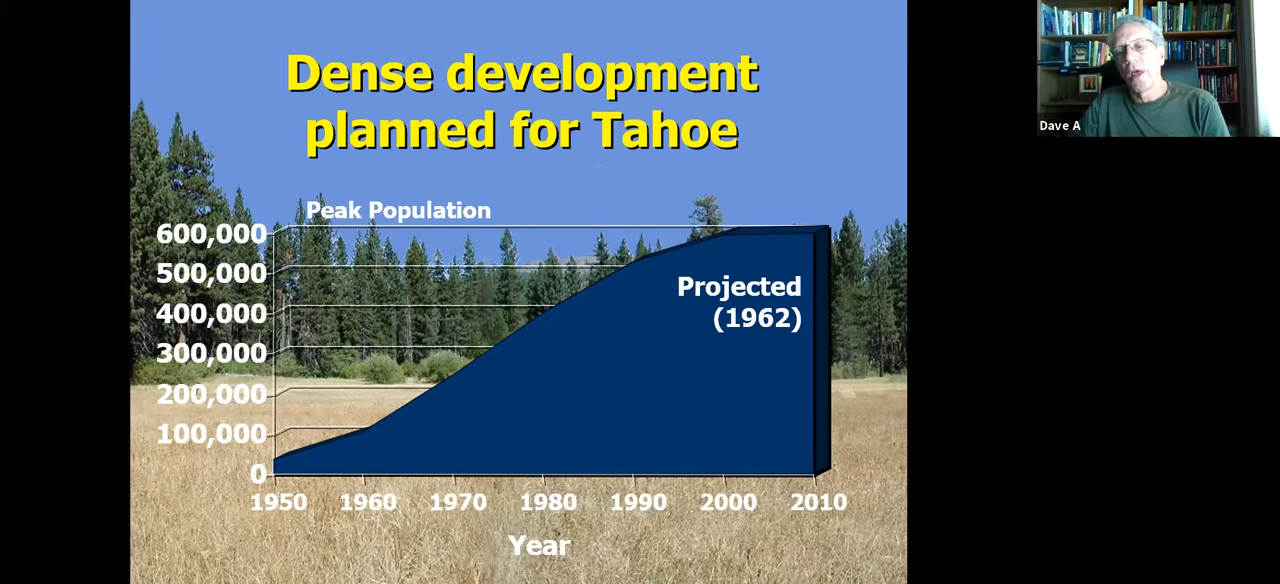 Dense development
planned for Tahoe
Peak Population
600,000
500,000
400,000
300,000
200,000
100,000
0
Projected
(1962)
1950 1960 1970 1980 1990 2000 2010
Year
Dave A